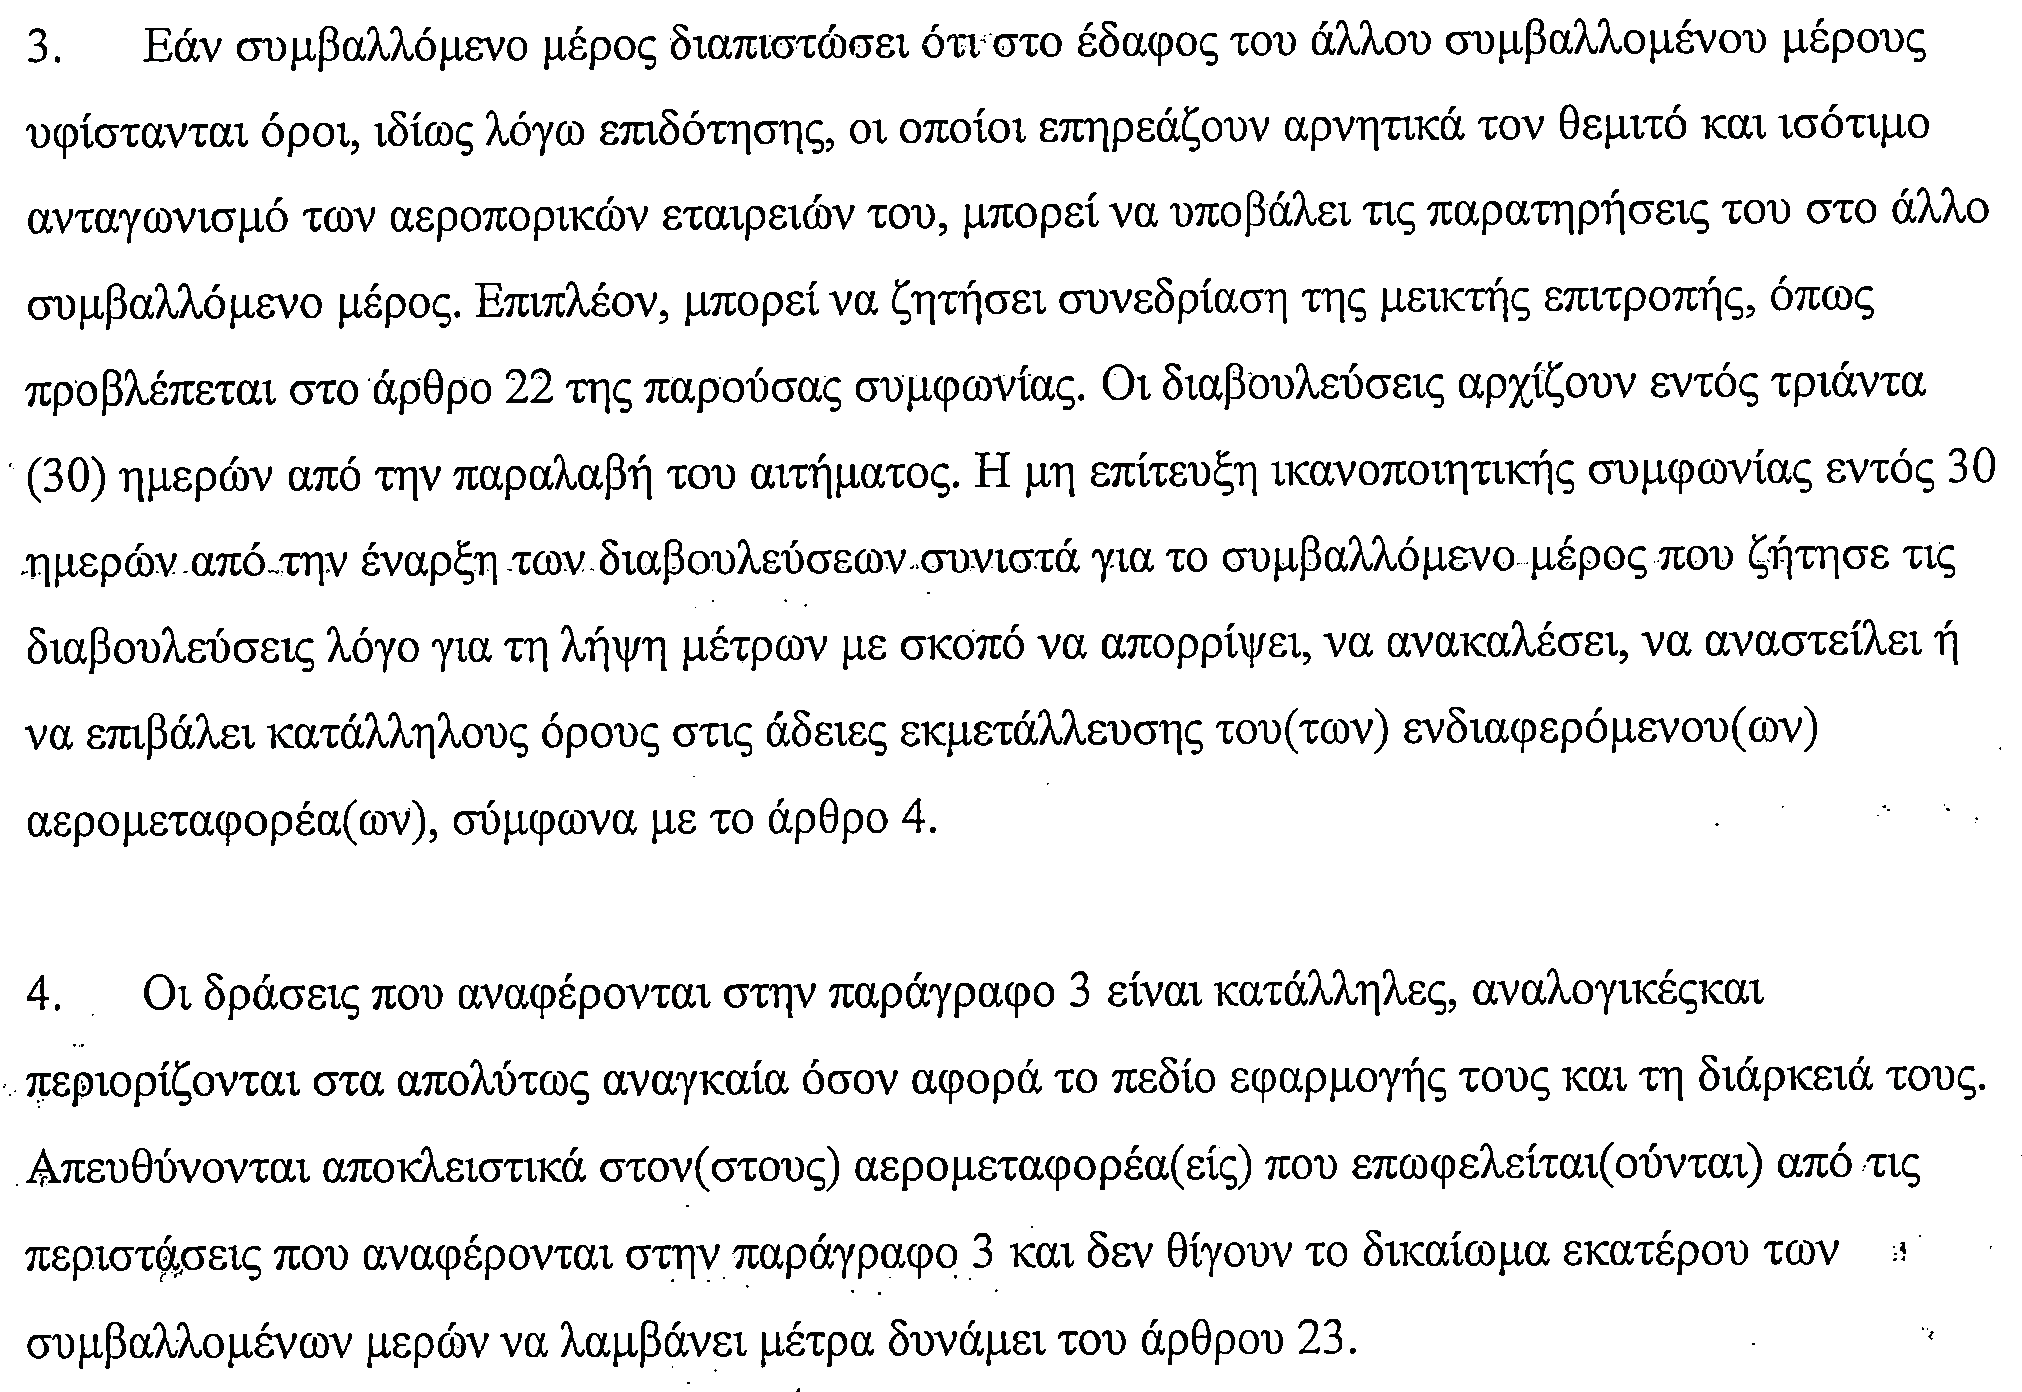 3. Εάν συμβαλλόμενο μέρος διαπιστώσει ότι στο έδαφος του άλλου συμβαλλομένου μέρους
υφίστανται όροι, ιδίως λόγω επιδότησης, οι οποίοι επηρεάζουν αρνητικά τον θεμιτό και ισότιμο
ανταγωνισμό των αεροπορικών εταιρειών του, μπορεί να υποβάλει τις παρατηρήσεις του στο άλλο
συμβαλλόμενο μέρος. Επιπλέον, μπορεί να ζητήσει συνεδρίαση της μεικτής επιτροπής, όπως
προβλέπεται στο άρθρο 22 της παρούσας συμφωνίας. Οι διαβουλεύσεις αρχίζουν εντός τριάντα
(30) ημερών από την παραλαβή του αιτήματος. Η μη επίτευξη ικανοποιητικής συμφωνίας εντός 30
ημερών από την έναρξη των διαβουλεύσεων συνιστά για το συμβαλλόμενο μέρος που ζήτησε τις
διαβουλεύσεις λόγο για τη λήψη μέτρων με σκοπό να απορρίψει, να ανακαλέσει, να αναστείλει ή
να επιβάλει κατάλληλους όρους στις άδειες εκμετάλλευσης του(των) ενδιαφερόμενου(ων)
αερομεταφορέα(ων), σύμφωνα με το άρθρο 4.
4. Οι δράσεις που αναφέρονται στην παράγραφο 3 είναι κατάλληλες, αναλογικέςκαι
περιορίζονται στα απολύτως αναγκαία όσον αφορά το πεδίο εφαρμογής τους και τη διάρκειά τους.
Απευθύνονται αποκλειστικά στον(στους) αερομεταφορέα(είς) που επωφελείται(ούνται) από τις
περιστάσεις που αναφέρονται στην παράγραφο 3 και δεν θίγουν το δικαίωμα εκατέρου των
συμβαλλομένων μερών να λαμβάνει μέτρα δυνάμει του άρθρου 23.